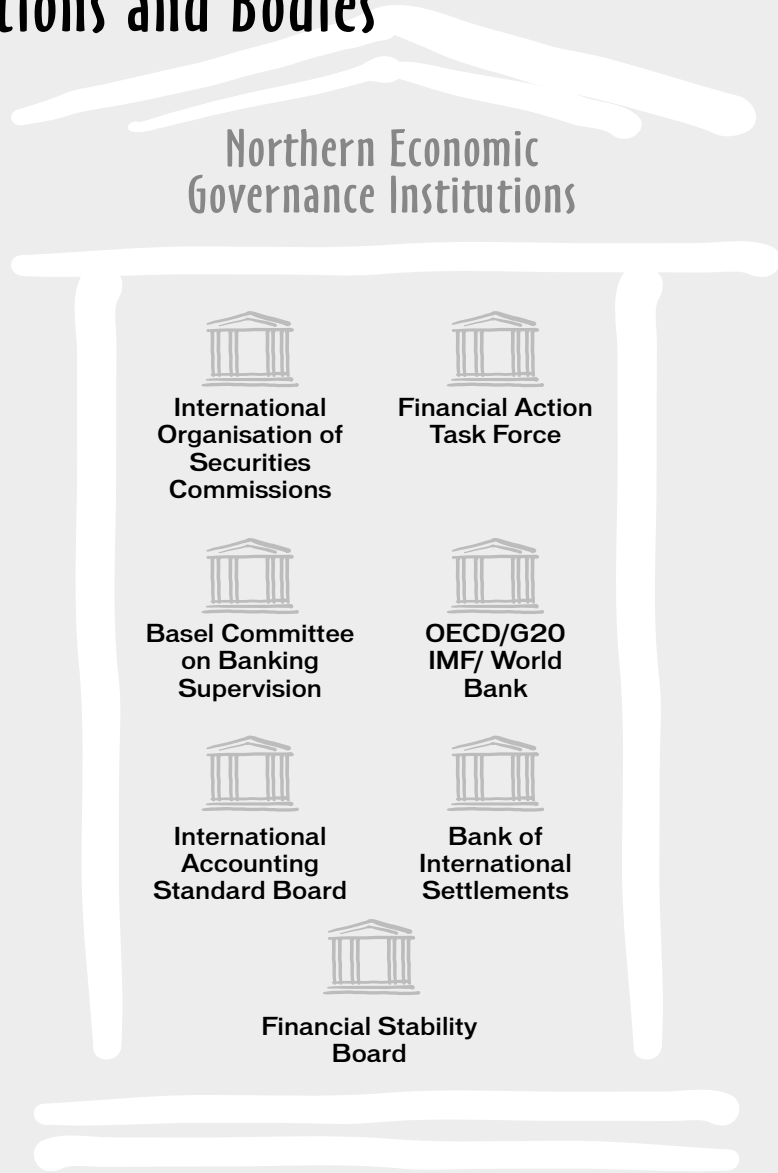 and Bodies
Northern Economic
Governance Institutions
International
Organisation of
Securities
Commissions
Financial Action
Task Force
Basel Committee
on Banking
Supervision
OECD/G20
IMF/ World
Bank
International
Accounting
Standard Board
Bank of
International
Settlements
Financial Stability
Board